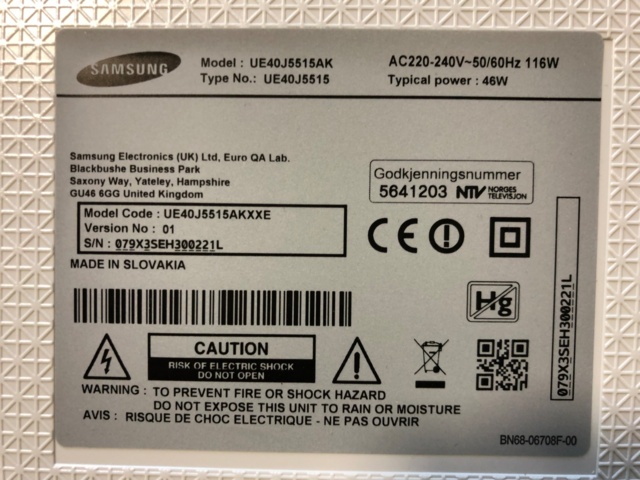 SAMSUNG
Model : UE40J5515AK
Type No.: UE40J5515
AC220-240V~50/60Hz 116W
Typical power : 46W
Samsung Electronics (UK) Ltd, Euro QA Lab.
Blackbushe Business Park
Saxony Way, Yateley, Hampshire
GU46 6GG United Kingdom
Godkjenningsnummer
5641203 NTV NORGES TELEVISJON
Model Code : UE40J5515AKXXE
Version No : 01
S/N : 079X3SEH300221L
MADE IN SLOVAKIA
CE
Hg
079X3SEH300221L
CAUTION
RISK OF ELECTRIC SHOCK
DO NOT OPEN
WARNING : TO PREVENT FIRE OR SHOCK HAZARD
DO NOT EXPOSE THIS UNIT TO RAIN OR MOISTURE
AVIS : RISQUE DE CHOC ELECTRIQUE - NE PAS OUVRIR
BN68-06708F-00